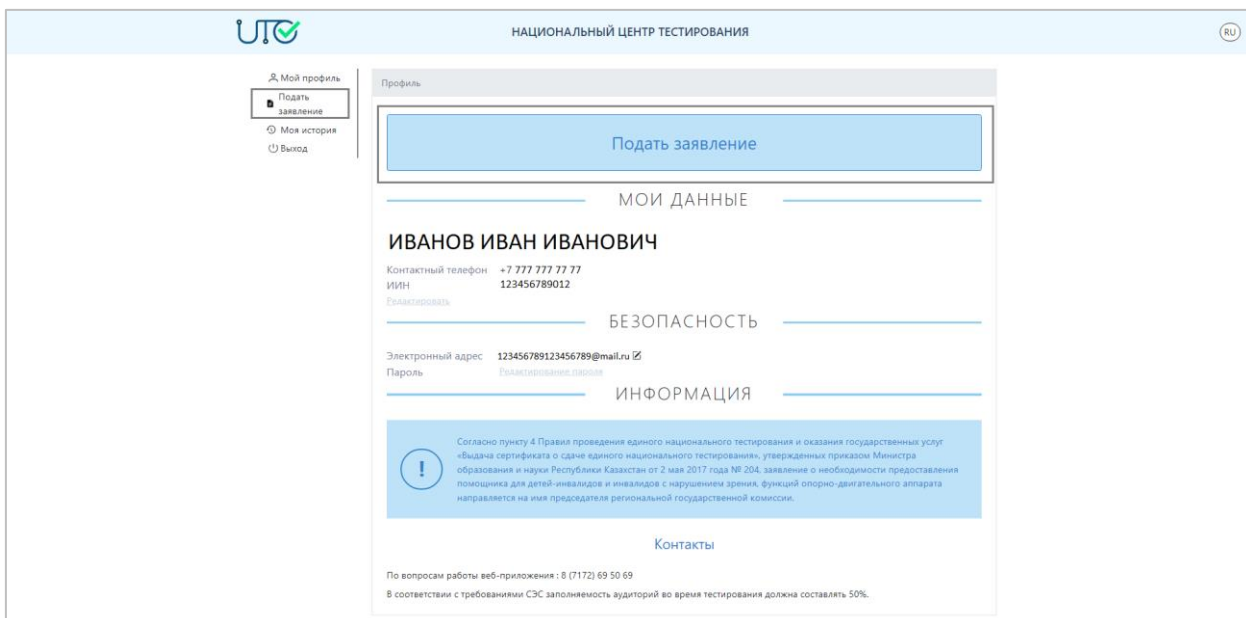 UTO
НАЦИОНАЛЬНЫЙ ЦЕНТР ТЕСТИРОВАНИЯ
RU
Мой профиль
Подать
заявление
Моя история
Выход
Профиль
Подать заявление
МОИ ДАННЫЕ
ИВАНОВ ИВАН ИВАНОВИЧ
Контактный телефон +7 777 777 77 77
ИИН 123456789012
Редактировать
БЕЗОПАСНОСТЬ
Электронный адрес 123456789123456789@mail.ru
Пароль Редактирование пароля
ИНФОРМАЦИЯ
Согласно пункту 4 Правил проведения единого национального тестирования и оказания государственных услуг
«Выдача сертификата о сдаче единого национального тестирования», утвержденных приказом Министра
образования и науки Республики Казахстан от 2 мая 2017 года № 204, заявление о необходимости предоставления
помощника для детей-инвалидов и инвалидов с нарушением зрения, функций опорно-двигательного аппарата
направляется на имя председателя региональной государственной комиссии.
Контакты
По вопросам работы веб-приложения : 8 (7172) 69 50 69
В соответствии с требованиями СЭС заполняемость аудиторий во время тестирования должна составлять 50%.